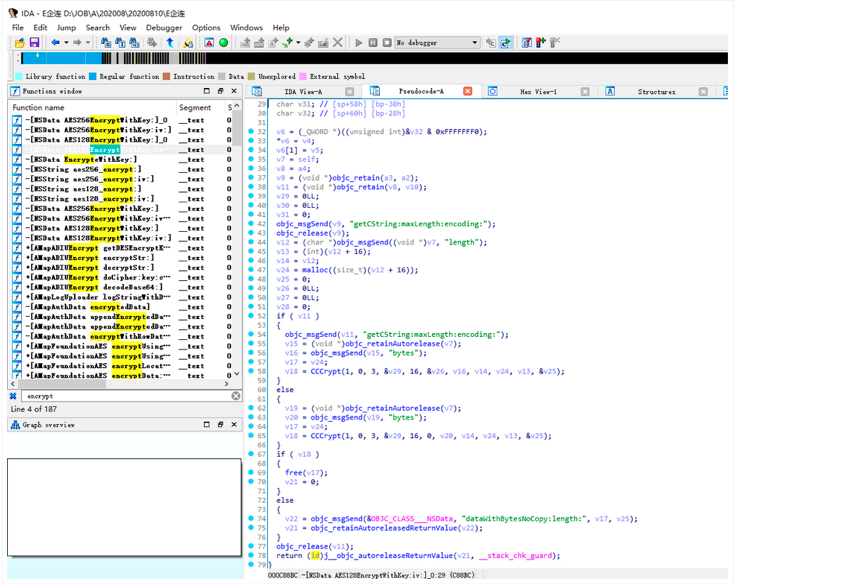 IDA - E企连 D:\JOB\A\202008\20200810\E企连
File Edit Jump Search View Debugger Options Windows Help
No debugger
Library function Regular function Instruction Data Unexplored External symbol
Functions window
IDA View-A
Pseudocode-A
Hex View-1
Structures
Function name Segment S
-[NSData AES256EncryptWithKey:]_0 __text 0
-[NSData AES256EncryptWithKey:iv:] __text 0
-[NSData AES128EncryptWithKey:]_0 __text 0
Encrypt
-[NSData EncrypteWithKey:] __text 0
-[NSString aes256_encrypt:] __text 0
-[NSString aes256_encrypt:iv:] __text 0
-[NSString aes128_encrypt:] __text 0
-[NSString aes128_encrypt:iv:] __text 0
-[NSData AES256EncryptWithKey:] __text 0
-[NSData AES256EncryptWithKey:iv… __text 0
-[NSData AES128EncryptWithKey:] __text 0
-[NSData AES128EncryptWithKey:iv:] __text 0
+[AMapADIUEncrypt getDESEncryptK… __text 0
+[AMapADIUEncrypt encryptStr:] __text 0
+[AMapADIUEncrypt decryptStr:] __text 0
+[AMapADIUEncrypt doCipher:key:c… __text 0
+[AMapADIUEncrypt decodeBase64:] __text 0
+[AMapLogUploader logStringWithD… __text 0
-[AMapAuthData encryptedData] __text 0
-[AMapAuthData appendEncryptedDa… __text 0
-[AMapAuthData appendEncryptedDa… __text 0
-[AMapAuthData encryptWithRowDat… __text 0
+[AMapFoundationAES encryptUsing… __text 0
+[AMapFoundationAES encryptUsing… __text 0
+[AMapFoundationAES encryptLocat… __text 0
+[AMapFoundationAES encryptData:… __text 0
encrypt
Line 4 of 187
Graph overview
29 char v31; // [sp+58h] [bp-30h]
30 char v32; // [sp+60h] [bp-28h]
31
32 v6 = (_QWORD *)((unsigned int)&v32 & 0xFFFFFFF0);
33 *v6 = v4;
34 v6[1] = v5;
35 v7 = self;
36 v8 = a4;
37 v9 = (void *)objc_retain(a3, a2);
38 v11 = (void *)objc_retain(v8, v10);
39 v29 = 0LL;
40 v30 = 0LL;
41 v31 = 0;
42 objc_msgSend(v9, "getCString:maxLength:encoding:");
43 objc_release(v9);
44 v12 = (char *)objc_msgSend((void *)v7, "length");
45 v13 = (int)(v12 + 16);
46 v14 = v12;
47 v24 = malloc((size_t)(v12 + 16));
48 v25 = 0;
49 v26 = 0LL;
50 v27 = 0LL;
51 v28 = 0;
52 if ( v11 )
53 {
54 objc_msgSend(v11, "getCString:maxLength:encoding:");
55 v15 = (void *)objc_retainAutorelease(v7);
56 v16 = objc_msgSend(v15, "bytes");
57 v17 = v24;
58 v18 = CCCrypt(1, 0, 3, &v29, 16, &v26, v16, v14, v24, v13, &v25);
59 }
60 else
61 {
62 v19 = (void *)objc_retainAutorelease(v7);
63 v20 = objc_msgSend(v19, "bytes");
64 v17 = v24;
65 v18 = CCCrypt(1, 0, 3, &v29, 16, 0, v20, v14, v24, v13, &v25);
66 }
67 if ( v18 )
68 {
69 free(v17);
70 v21 = 0;
71 }
72 else
73 {
74 v22 = objc_msgSend(&OBJC_CLASS___NSData, "dataWithBytesNoCopy:length:", v17, v25);
75 v21 = objc_retainAutoreleasedReturnValue(v22);
76 }
77 objc_release(v11);
78 return (id)j__objc_autoreleaseReturnValue(v21, __stack_chk_guard);
79 }
000C88BC -[NSData AES128EncryptWithKey:iv:]_0:29 (C88BC)